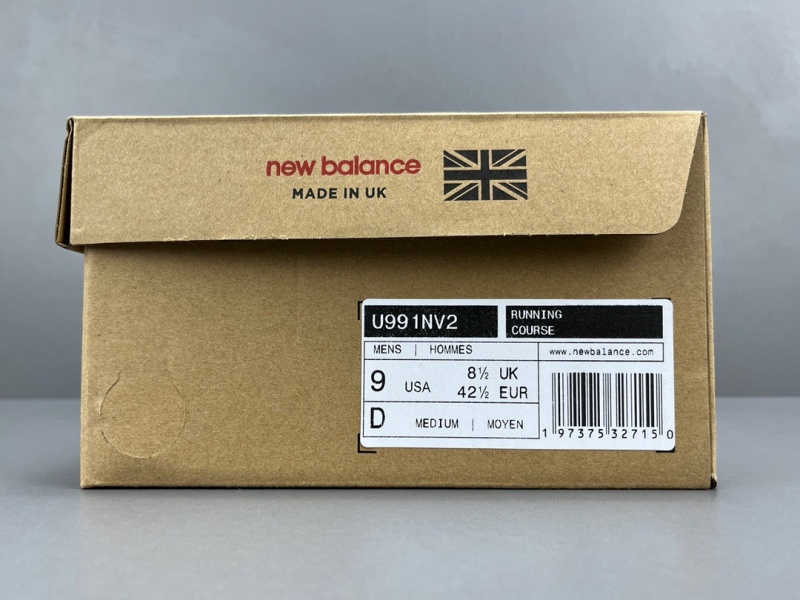 new balance
MADE IN UK
U991NV2
RUNNING
COURSE
MENS | HOMMES
www.newbalance.com
9 USA 8½ UK
42½ EUR
D MEDIUM | MOYEN
1 97375 32715 0